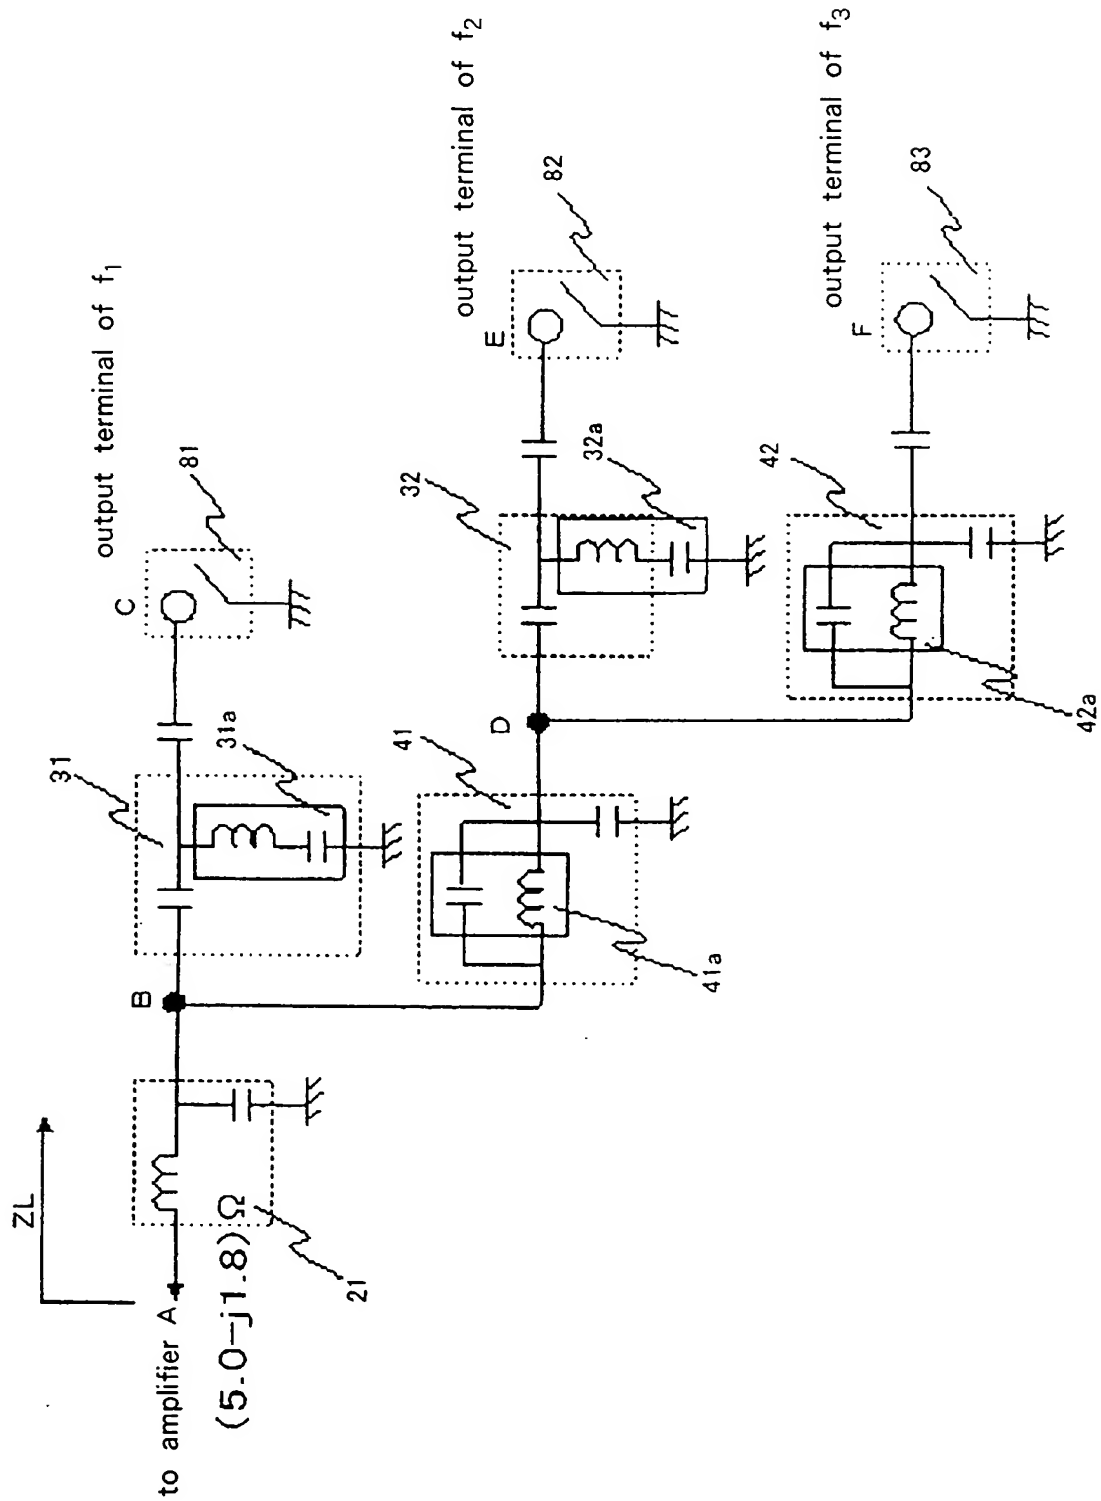 ZL
to amplifier A
(5.0-j1.8)Ω
21
B
31
31a
C
81
output terminal of f1
41
41a
D
32
32a
E
82
output terminal of f2
42
42a
F
83
output terminal of f3